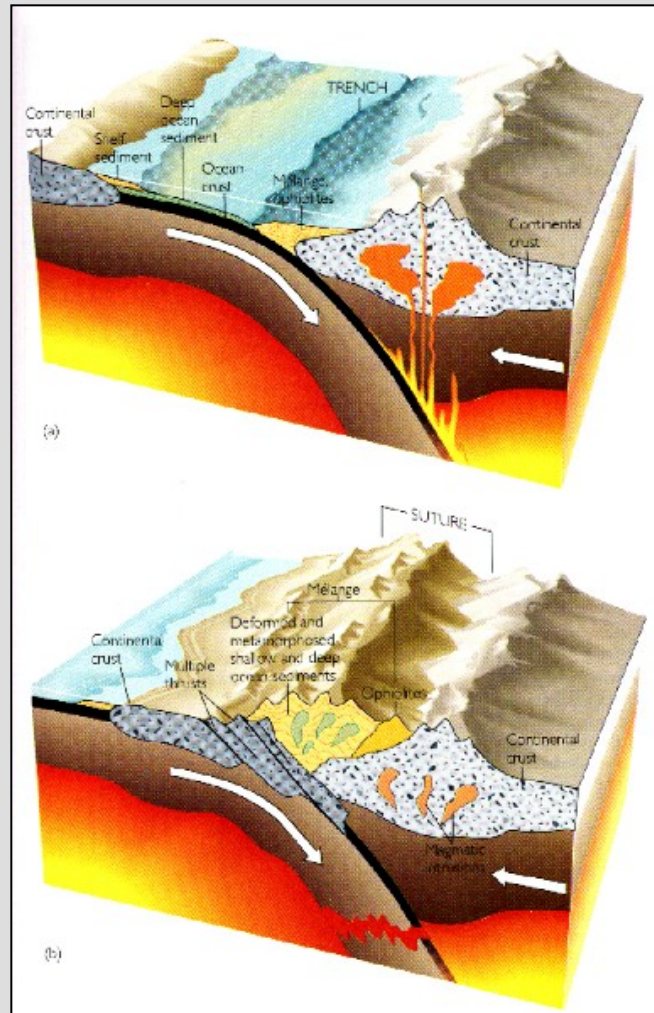 Continental
crust
Shelf
sediment
Deep
ocean
sediment
Ocean
crust
TRENCH
Mélange,
ophiolites
Continental
crust
(a)
SUTURE
Mélange
Continental
crust
Multiple
thrusts
Deformed and
metamorphosed
shallow and deep
ocean sediments
Ophiolites
Continental
crust
Magmatic
intrusions
(b)